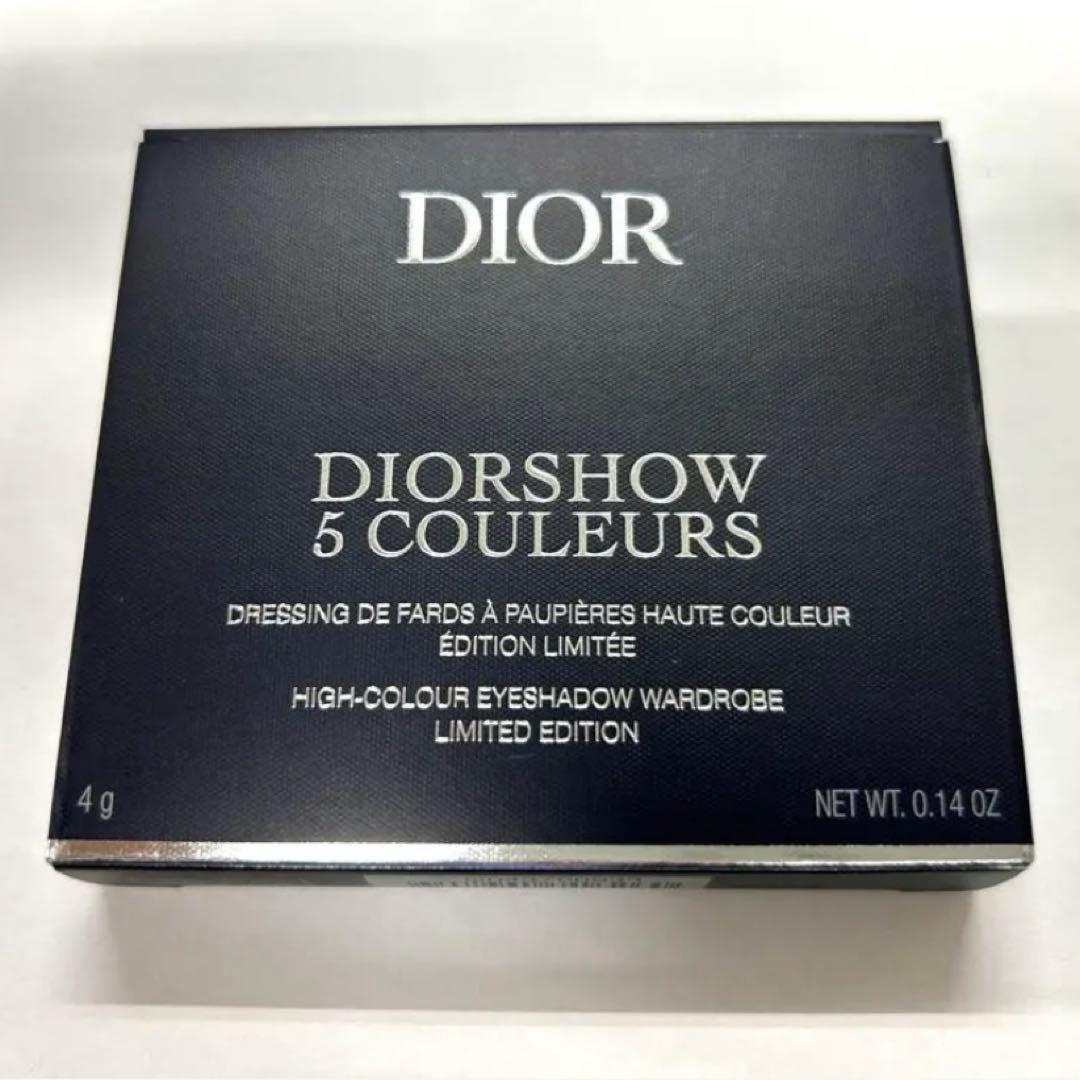 DIOR
DIORSHOW
5 COULEURS
DRESSING DE FARDS À PAUPIÈRES HAUTE COULEUR
ÉDITION LIMITÉE
HIGH-COLOUR EYESHADOW WARDROBE
LIMITED EDITION
4 g
NET WT. 0.14 OZ